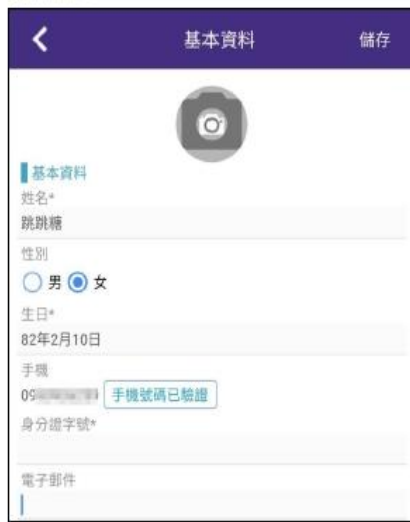 基本資料 儲存
基本資料
姓名*
跳跳糖
性別
男 女
生日*
82年2月10日
手機
09 手機號碼已驗證
身分證字號*
電子郵件